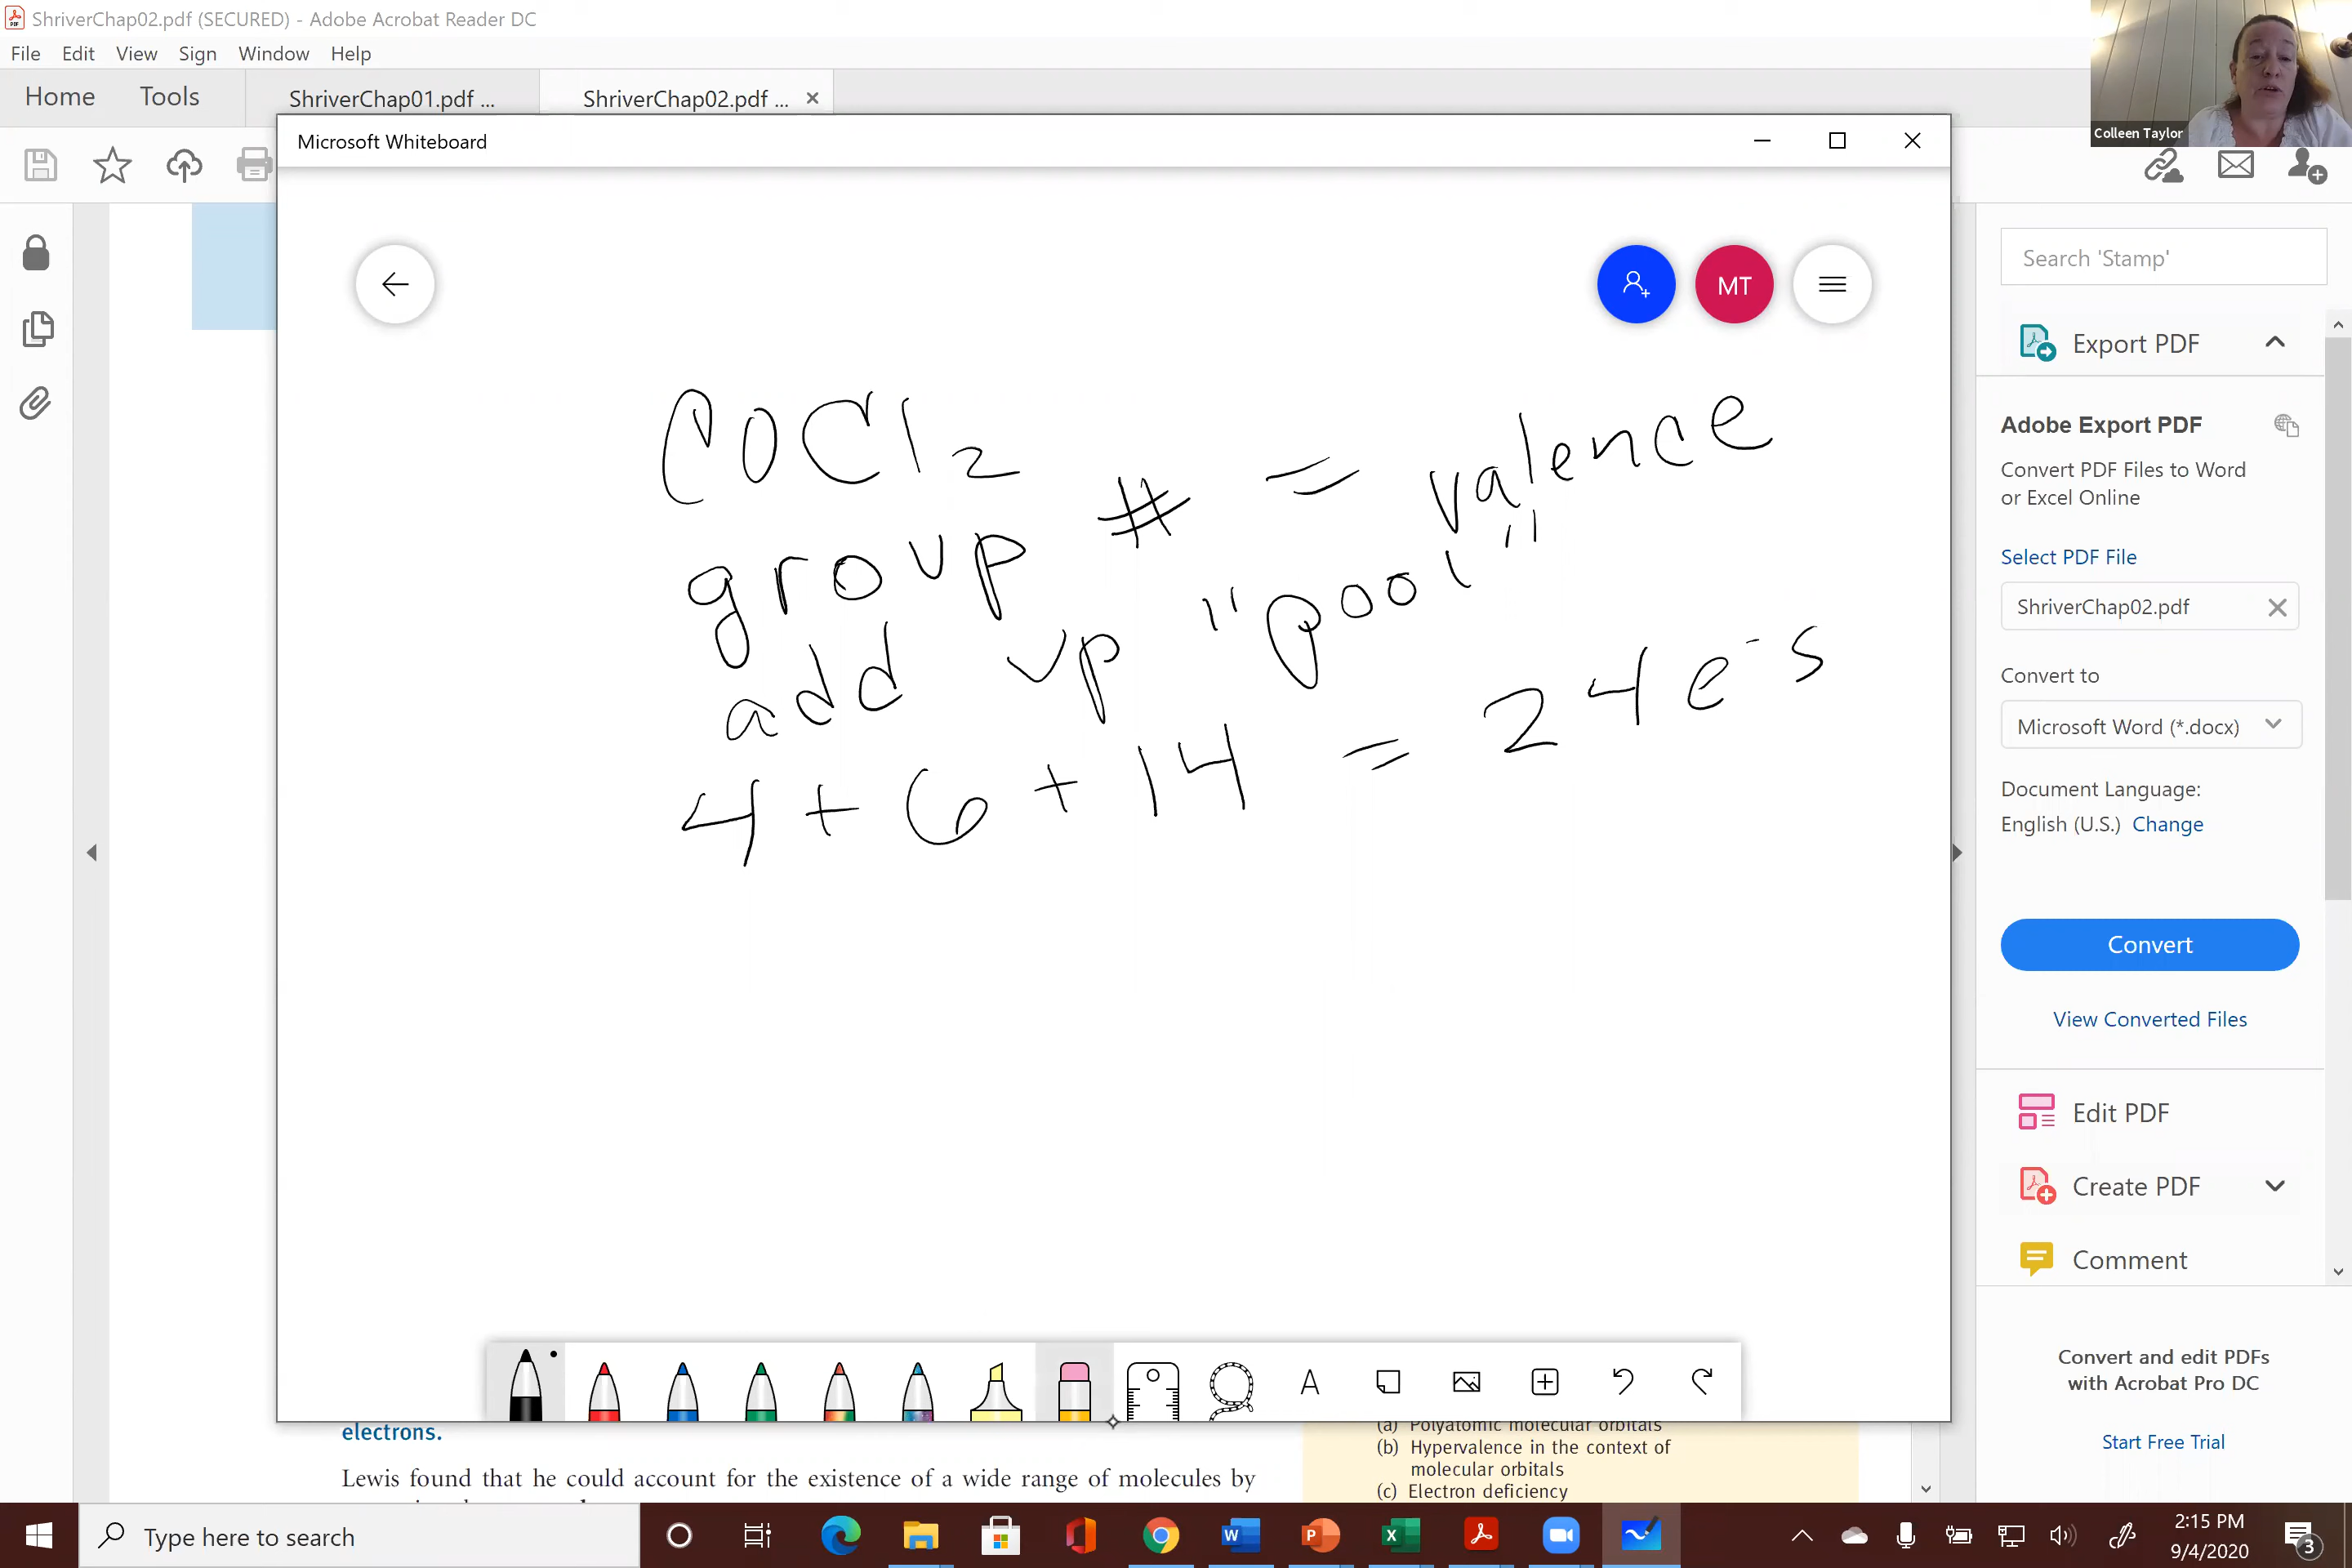 ShriverChap02.pdf (SECURED) - Adobe Acrobat Reader DC
File Edit View Sign Window Help
Home Tools ShriverChap01.pdf ... ShriverChap02.pdf ...
Colleen Taylor
Microsoft Whiteboard
MT
COCl2
group # = valence
add up "pool"
4 + 6 + 14 = 24 e-s
Search 'Stamp'
Export PDF
Adobe Export PDF
Convert PDF Files to Word
or Excel Online
Select PDF File
ShriverChap02.pdf
Convert to
Microsoft Word (*.docx)
Document Language:
English (U.S.) Change
Convert
View Converted Files
Edit PDF
Create PDF
Comment
Convert and edit PDFs
with Acrobat Pro DC
Start Free Trial
A
electrons.
Lewis found that he could account for the existence of a wide range of molecules by
(a) Polyatomic molecular orbitals
(b) Hypervalence in the context of
molecular orbitals
(c) Electron deficiency
Type here to search
2:15 PM
9/4/2020
3